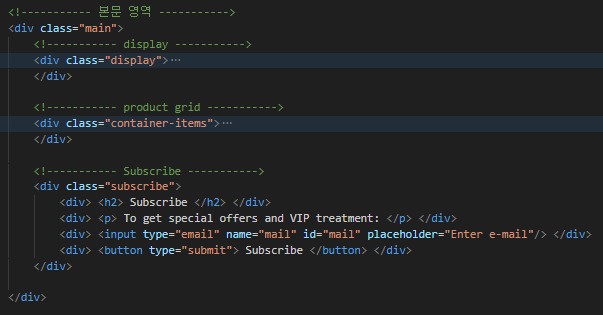 <!----------- 본문 영역 ----------->
<div class="main">
<!----------- display ----------->
<div class="display">…
</div>
<!----------- product grid ----------->
<div class="container-items">…
</div>
<!----------- Subscribe ----------->
<div class="subscribe">
<div> <h2> Subscribe </h2> </div>
<div> <p> To get special offers and VIP treatment: </p> </div>
<div> <input type="email" name="mail" id="mail" placeholder="Enter e-mail"/> </div>
<div> <button type="submit"> Subscribe </button> </div>
</div>
</div>